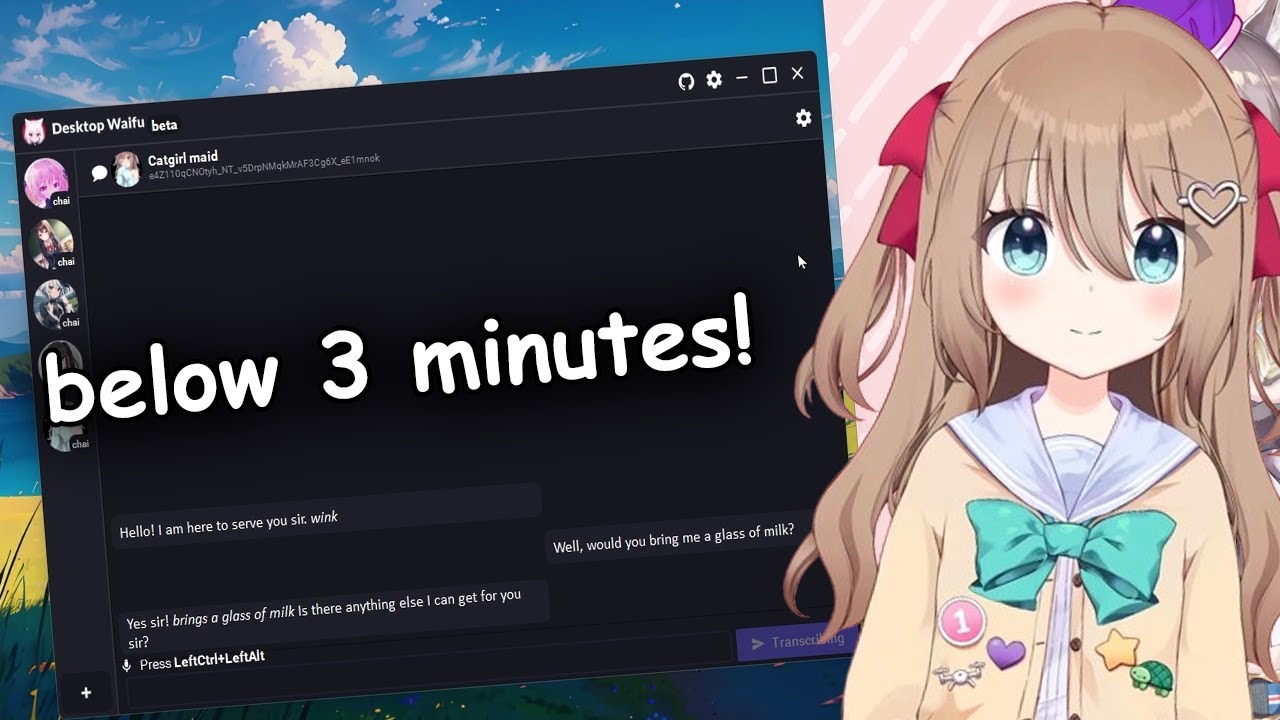 Desktop Waifu beta
Catgirl maid
chai
chai
chai
chai
below 3 minutes!
Hello! I am here to serve you sir. wink
Well, would you bring me a glass of milk?
Yes sir! brings a glass of milk Is there anything else I can get for you
sir?
Press LeftCtrl+LeftAlt
Transcribing
+
1